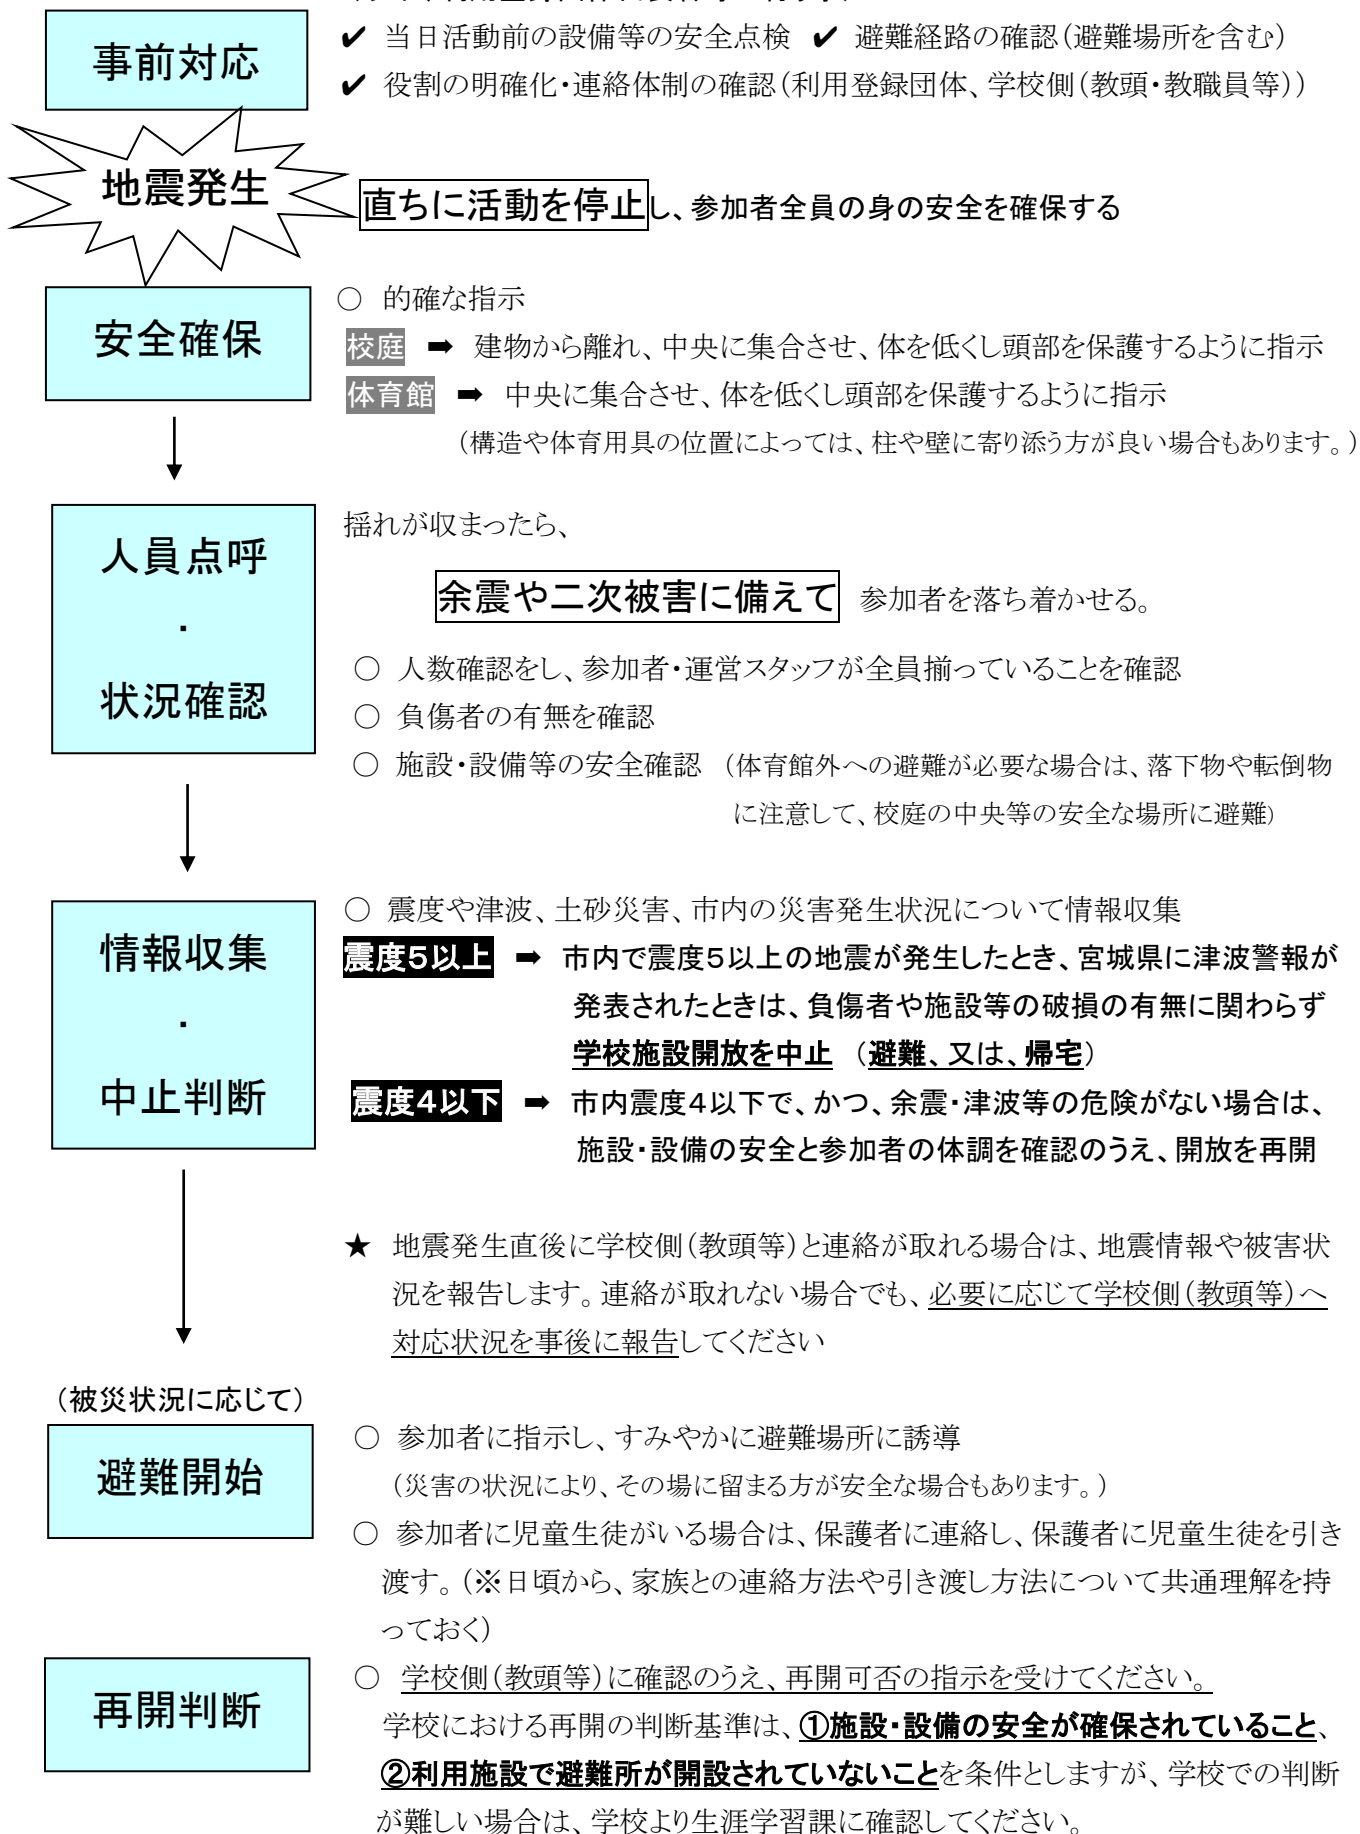 事前対応
✔ 当日活動前の設備等の安全点検 ✔ 避難経路の確認（避難場所を含む）
✔ 役割の明確化・連絡体制の確認（利用登録団体、学校側（教頭・教職員等））
地震発生
直ちに活動を停止し、参加者全員の身の安全を確保する
安全確保
○ 的確な指示
校庭 ➡ 建物から離れ、中央に集合させ、体を低くし頭部を保護するように指示
体育館 ➡ 中央に集合させ、体を低くし頭部を保護するように指示
（構造や体育用具の位置によっては、柱や壁に寄り添う方が良い場合もあります。）
人員点呼
・
状況確認
揺れが収まったら、
余震や二次被害に備えて 参加者を落ち着かせる。
○ 人数確認をし、参加者・運営スタッフが全員揃っていることを確認
○ 負傷者の有無を確認
○ 施設・設備等の安全確認 （体育館外への避難が必要な場合は、落下物や転倒物
に注意して、校庭の中央等の安全な場所に避難）
情報収集
・
中止判断
○ 震度や津波、土砂災害、市内の災害発生状況について情報収集
震度５以上 ➡ 市内で震度５以上の地震が発生したとき、宮城県に津波警報が
発表されたときは、負傷者や施設等の破損の有無に関わらず
学校施設開放を中止 （避難、又は、帰宅）
震度４以下 ➡ 市内震度４以下で、かつ、余震・津波等の危険がない場合は、
施設・設備の安全と参加者の体調を確認のうえ、開放を再開
★ 地震発生直後に学校側（教頭等）と連絡が取れる場合は、地震情報や被害状
況を報告します。連絡が取れない場合でも、必要に応じて学校側（教頭等）へ
対応状況を事後に報告してください
（被災状況に応じて）
避難開始
○ 参加者に指示し、すみやかに避難場所に誘導
（災害の状況により、その場に留まる方が安全な場合もあります。）
○ 参加者に児童生徒がいる場合は、保護者に連絡し、保護者に児童生徒を引き
渡す。（※日頃から、家族との連絡方法や引き渡し方法について共通理解を持
っておく）
再開判断
○ 学校側（教頭等）に確認のうえ、再開可否の指示を受けてください。
学校における再開の判断基準は、①施設・設備の安全が確保されていること、
②利用施設で避難所が開設されていないことを条件としますが、学校での判断
が難しい場合は、学校より生涯学習課に確認してください。